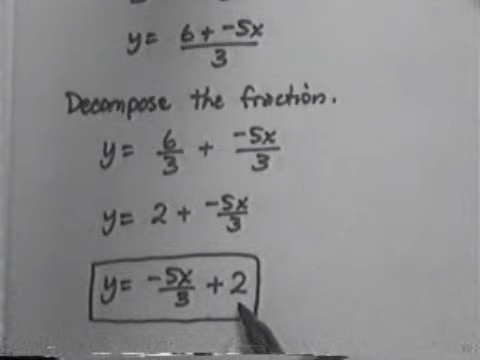 y = 6 + -5x / 3
Decompose the fraction.
y = 6/3 + -5x/3
y = 2 + -5x/3
y = -5x/3 + 2